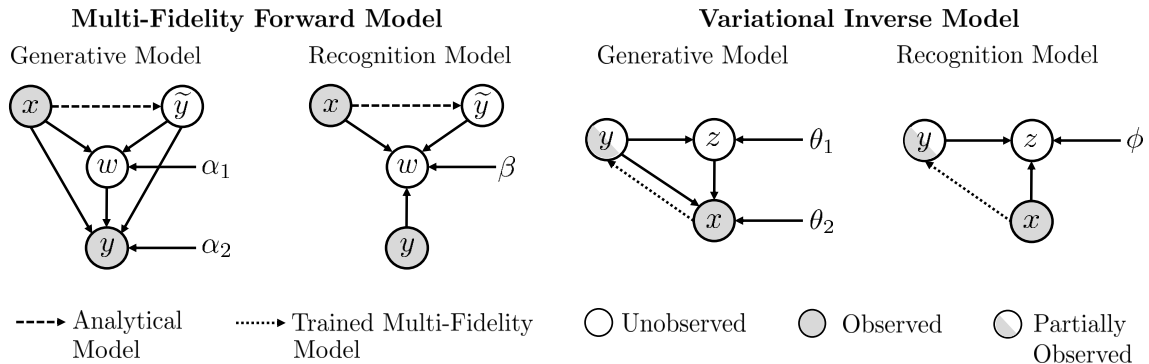 Multi-Fidelity Forward Model
Generative Model
Recognition Model
x
ỹ
w
α₁
y
α₂
x
ỹ
w
β
y
Variational Inverse Model
Generative Model
Recognition Model
y
z
θ₁
x
θ₂
y
z
ϕ
x
Analytical
Model
Trained Multi-Fidelity
Model
Unobserved
Observed
Partially
Observed